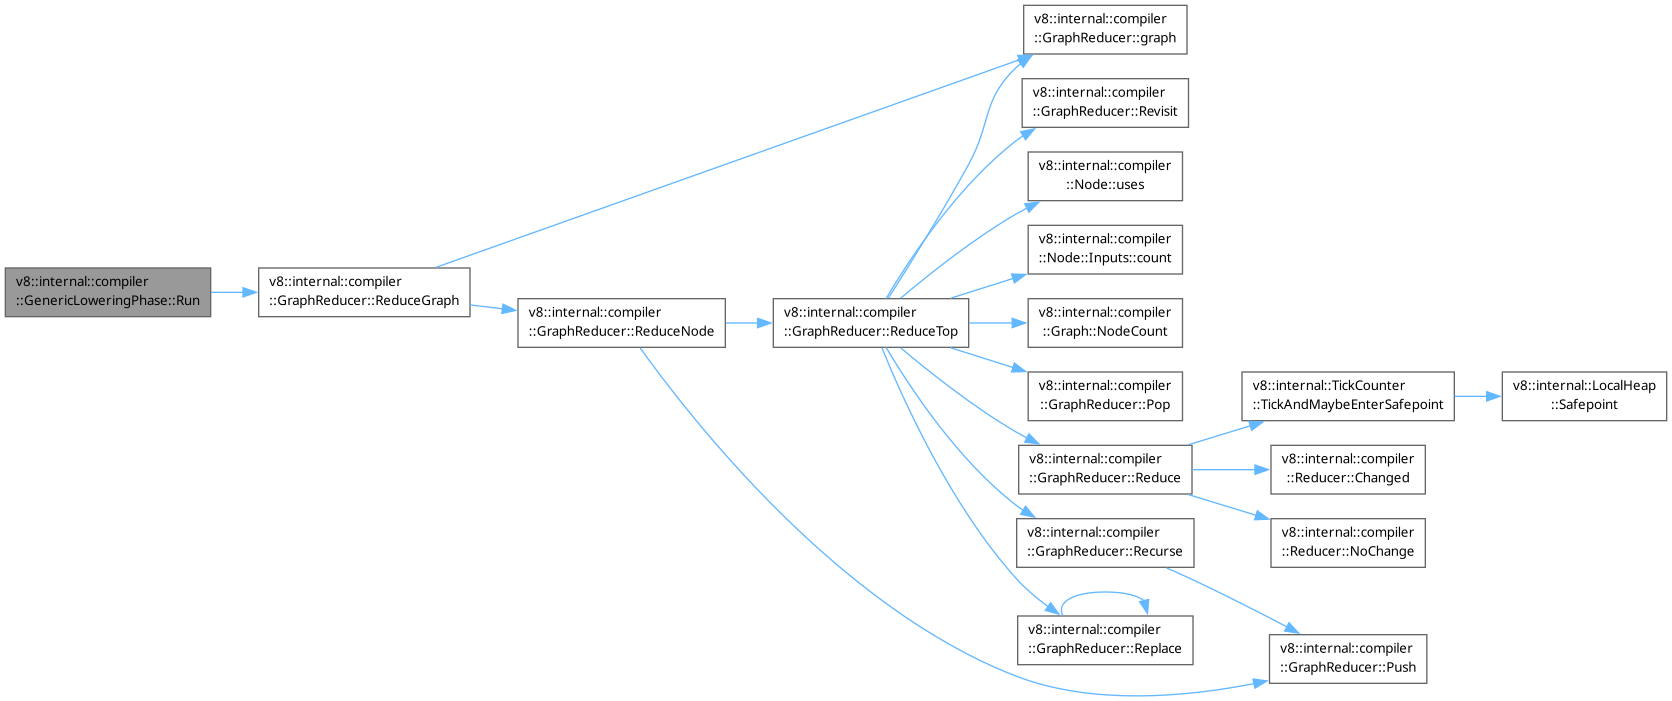 v8::internal::compiler
::GenericLoweringPhase::Run
v8::internal::compiler
::GraphReducer::ReduceGraph
v8::internal::compiler
::GraphReducer::ReduceNode
v8::internal::compiler
::GraphReducer::ReduceTop
v8::internal::compiler
::GraphReducer::graph
v8::internal::compiler
::GraphReducer::Revisit
v8::internal::compiler
::Node::uses
v8::internal::compiler
::Node::Inputs::count
v8::internal::compiler
::Graph::NodeCount
v8::internal::compiler
::GraphReducer::Pop
v8::internal::compiler
::GraphReducer::Reduce
v8::internal::compiler
::GraphReducer::Recurse
v8::internal::compiler
::GraphReducer::Replace
v8::internal::TickCounter
::TickAndMaybeEnterSafepoint
v8::internal::compiler
::Reducer::Changed
v8::internal::compiler
::Reducer::NoChange
v8::internal::compiler
::GraphReducer::Push
v8::internal::LocalHeap
::Safepoint